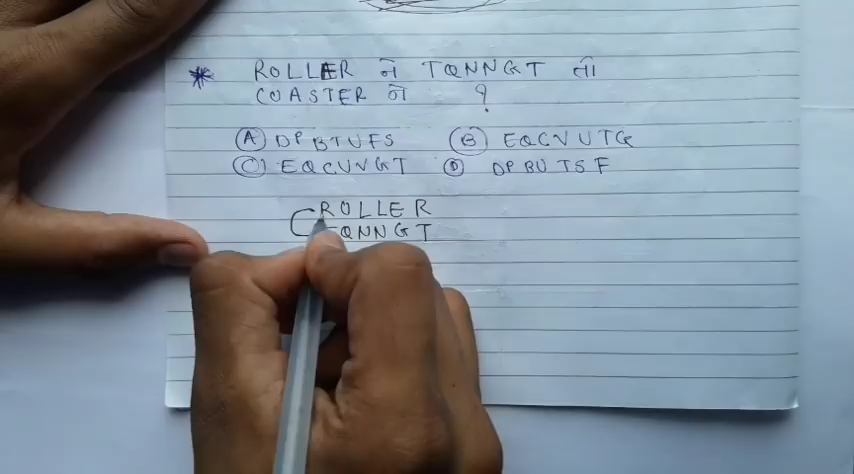 * ROLLER ને TQNNGT તો
COASTER ને ?
(A) DPBTUFS (B) EQCVUTG
(C) EQCUVGT (D) DPBUTSF
ROLLER
TQNNGT